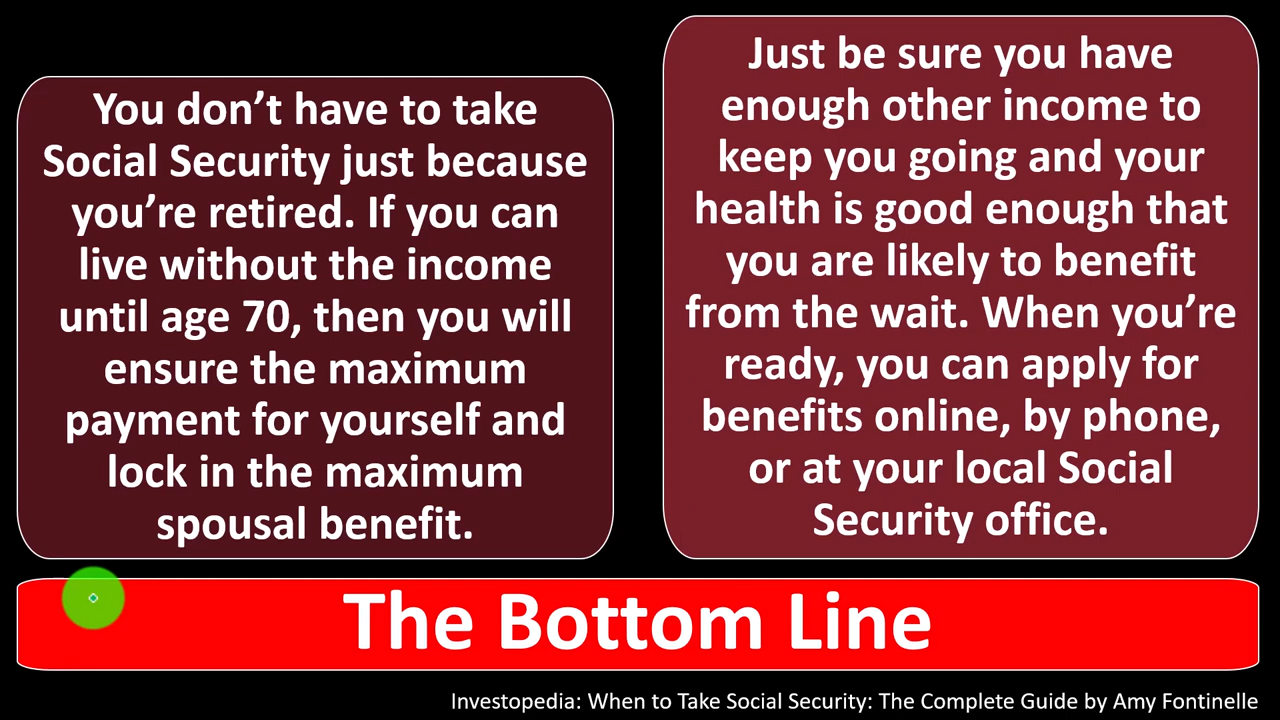 You don’t have to take
Social Security just because
you’re retired. If you can
live without the income
until age 70, then you will
ensure the maximum
payment for yourself and
lock in the maximum
spousal benefit.
Just be sure you have
enough other income to
keep you going and your
health is good enough that
you are likely to benefit
from the wait. When you’re
ready, you can apply for
benefits online, by phone,
or at your local Social
Security office.
The Bottom Line
Investopedia: When to Take Social Security: The Complete Guide by Amy Fontinelle